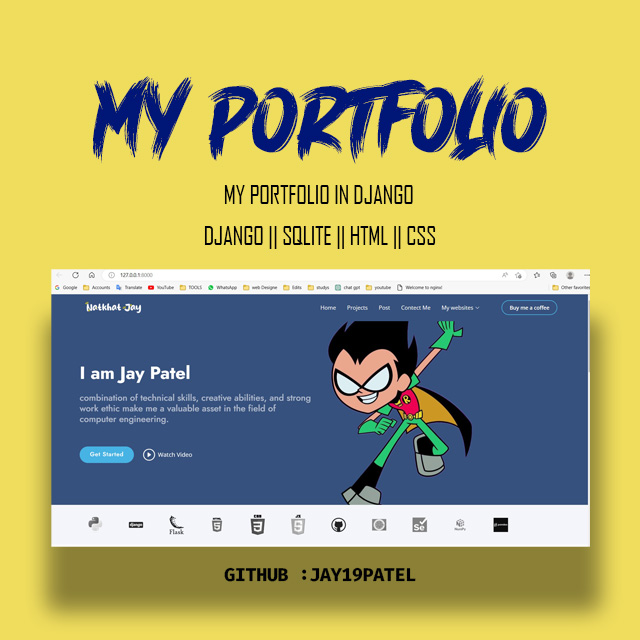 MY PORTFOLIO
MY PORTFOLIO IN DJANGO
DJANGO || SQLITE || HTML || CSS
127.0.0.1:8000
Google Accounts Translate YouTube TOOLS WhatsApp web Designe Edits studys chat gpt youtube Welcome to nginx! Other favorites
Natkhat Jay Home Projects Post Contect Me My websites Buy me a coffee
I am Jay Patel
combination of technical skills, creative abilities, and strong
work ethic make me a valuable asset in the field of
computer engineering.
Get Started Watch Video
R
django Flask Se NumPy
GITHUB :JAY19PATEL